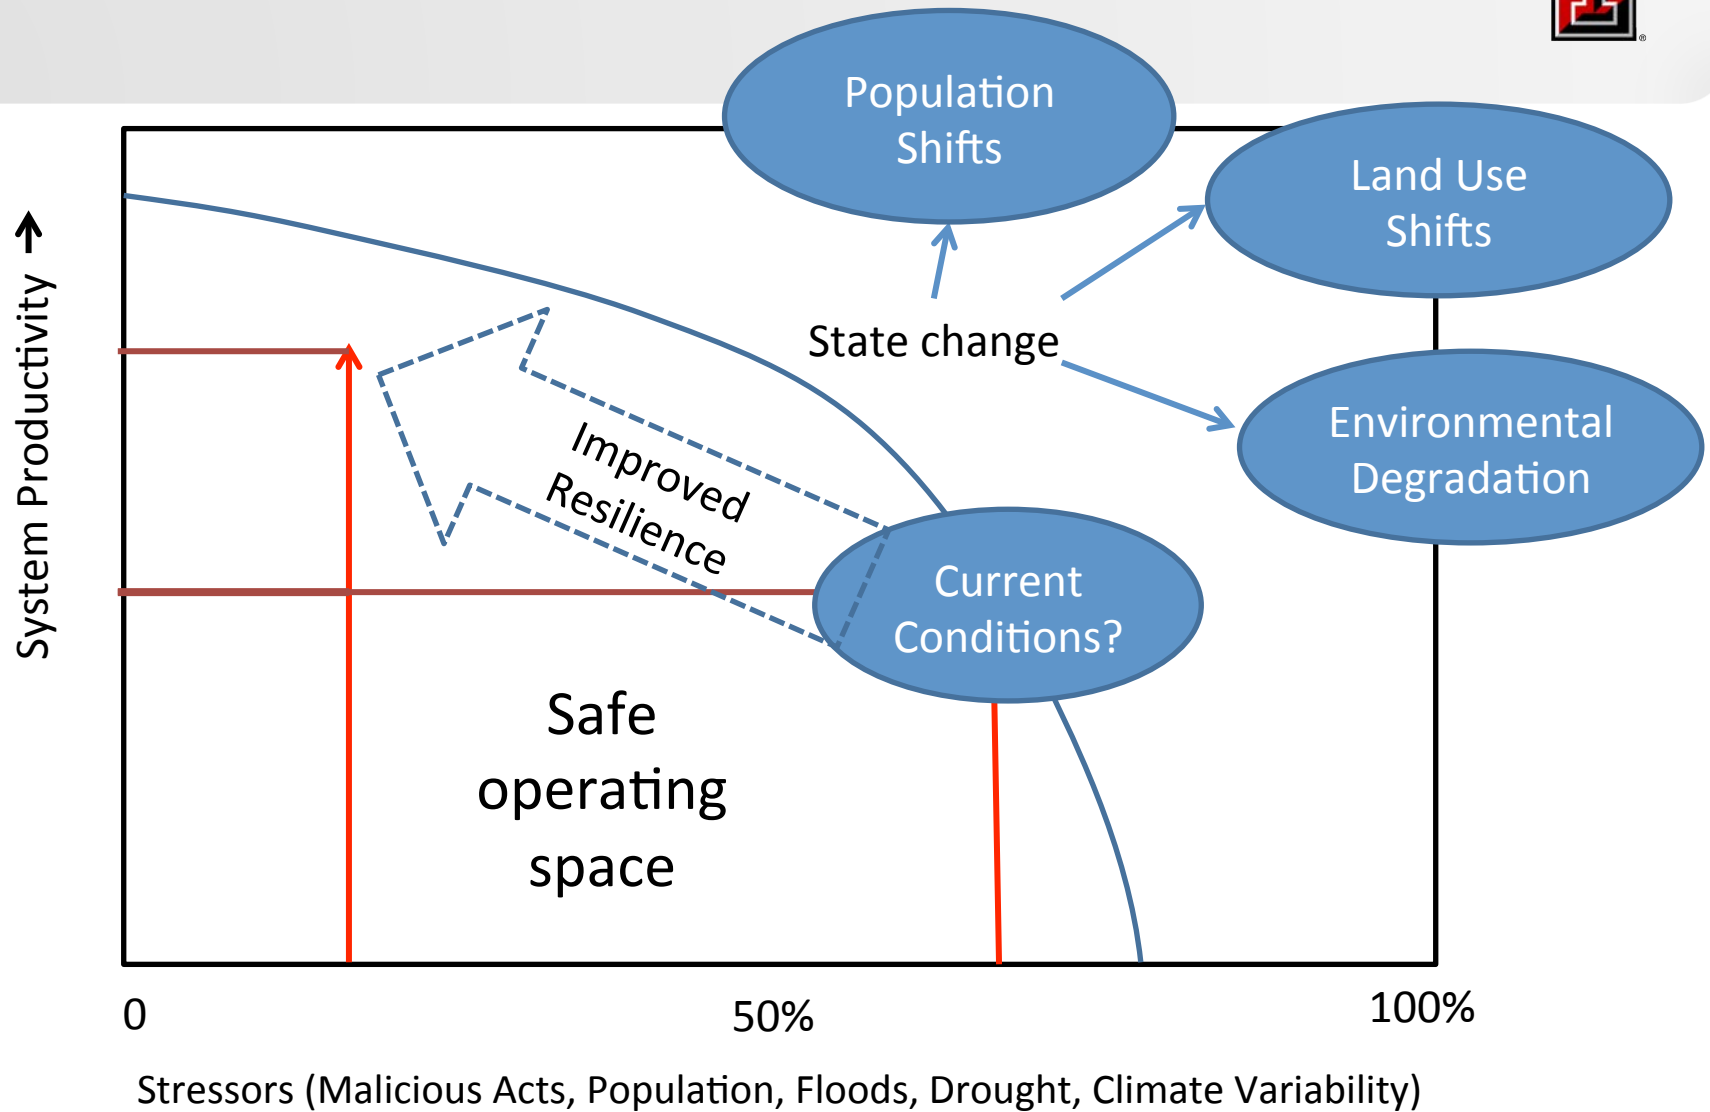 Population
Shifts
Land Use
Shifts
State change
Environmental
Degradation
System Productivity →
Improved
Resilience
Current
Conditions?
Safe
operating
space
0
50%
100%
Stressors (Malicious Acts, Population, Floods, Drought, Climate Variability)
®